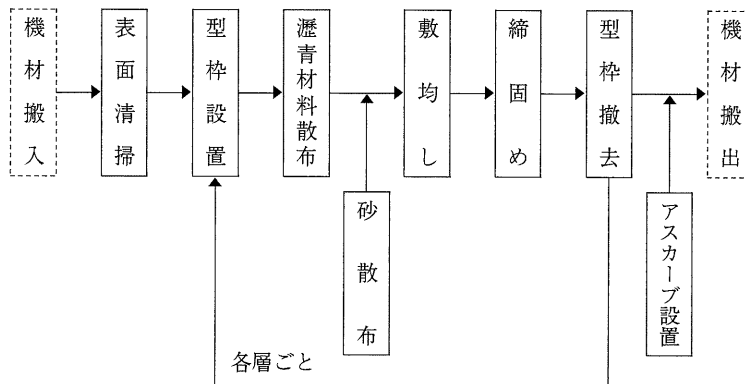 機材搬入
表面清掃
型枠設置
瀝青材料散布
敷均し
締固め
型枠撤去
機材搬出
砂散布
アスカーブ設置
各層ごと